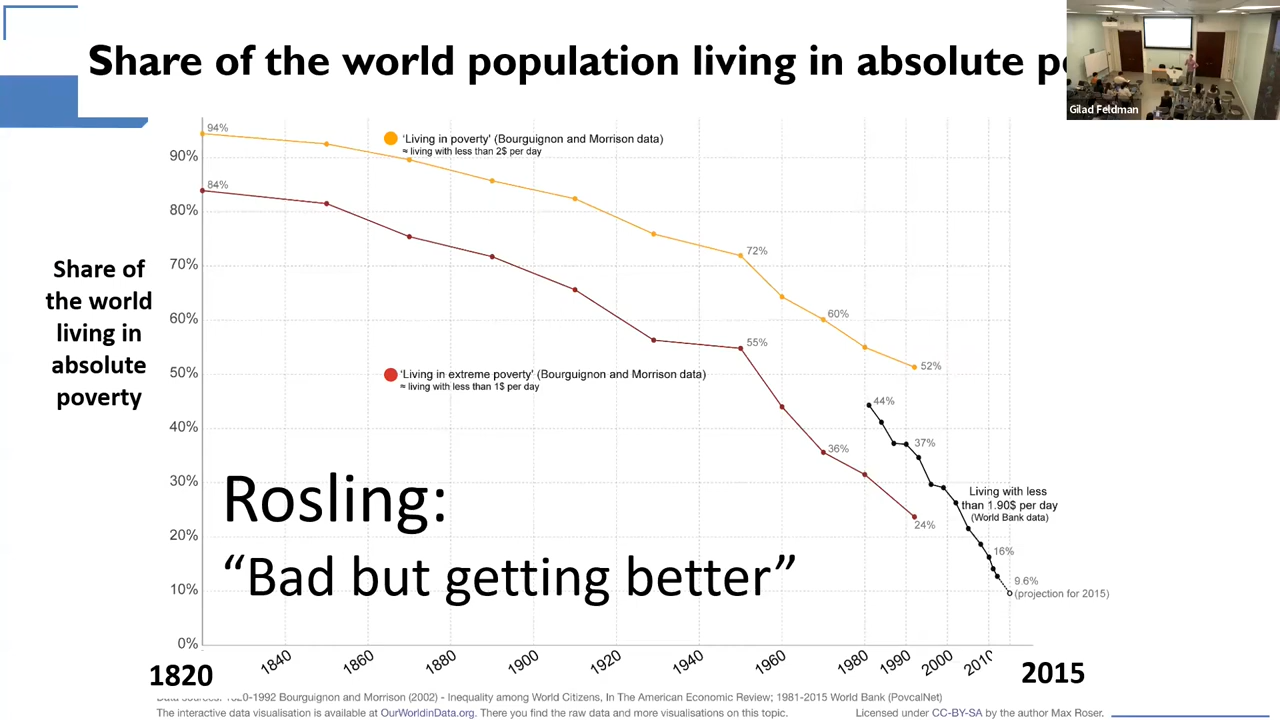 Share of the world population living in absolute
Gilad Feldman
94%
'Living in poverty' (Bourguignon and Morrison data)
≈ living with less than 2$ per day
90%
84%
80%
Share of
the world
living in
absolute
poverty
72%
70%
60%
60%
55%
52%
50%
'Living in extreme poverty' (Bourguignon and Morrison data)
≈ living with less than 1$ per day
44%
40%
37%
36%
30%
Living with less
than 1.90$ per day
(World Bank data)
24%
20%
16%
Rosling:
"Bad but getting better"
10%
9.6%
(projection for 2015)
0%
1820
1840
1860
1880
1900
1920
1940
1960
1980
1990
2000
2010
2015
1820-1992 Bourguignon and Morrison (2002) - Inequality among World Citizens, In The American Economic Review; 1981-2015 World Bank (PovcalNet)
The interactive data visualisation is available at OurWorldinData.org. There you find the raw data and more visualisations on this topic.
Licensed under CC-BY-SA by the author Max Roser.